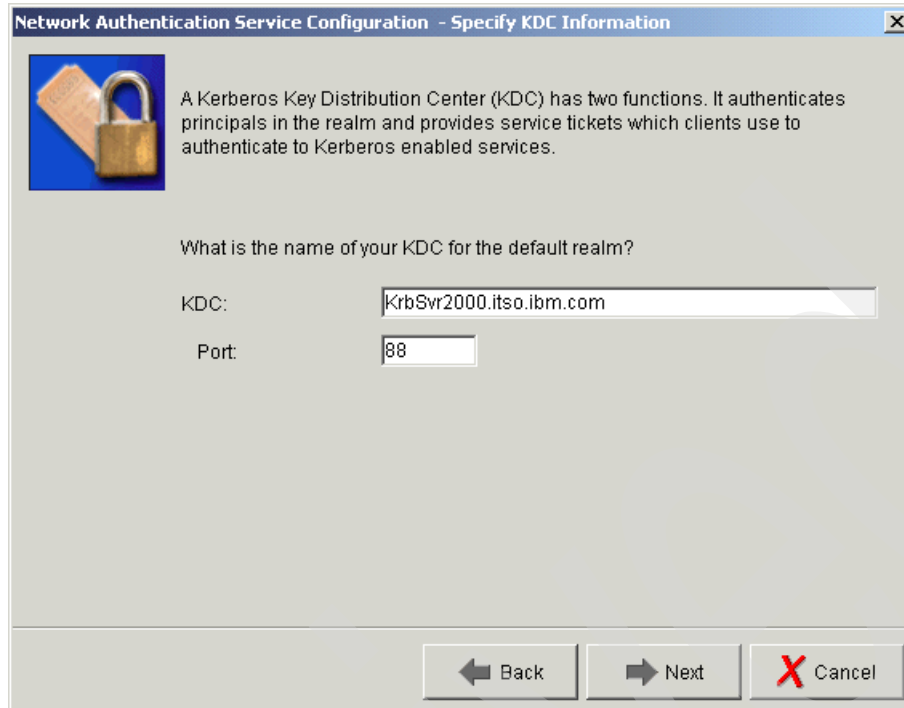 Network Authentication Service Configuration - Specify KDC Information
A Kerberos Key Distribution Center (KDC) has two functions. It authenticates
principals in the realm and provides service tickets which clients use to
authenticate to Kerberos enabled services.
What is the name of your KDC for the default realm?
KDC: KrbSvr2000.itso.ibm.com
Port: 88
Back Next Cancel